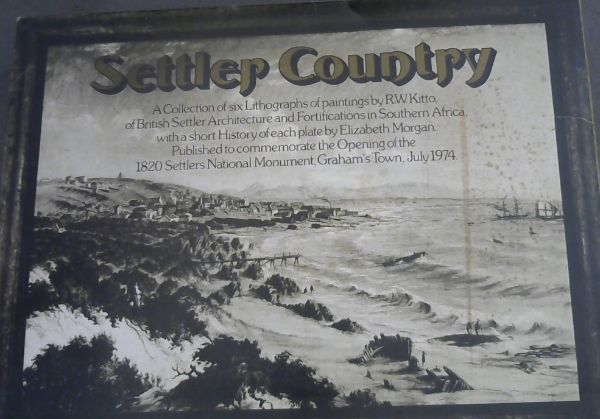 Settler Country
A Collection of six Lithographs of paintings by R.W. Kitto,
of British Settler Architecture and Fortifications in Southern Africa,
with a short History of each plate by Elizabeth Morgan.
Published to commemorate the Opening of the
1820 Settlers National Monument, Graham's Town, July 1974.